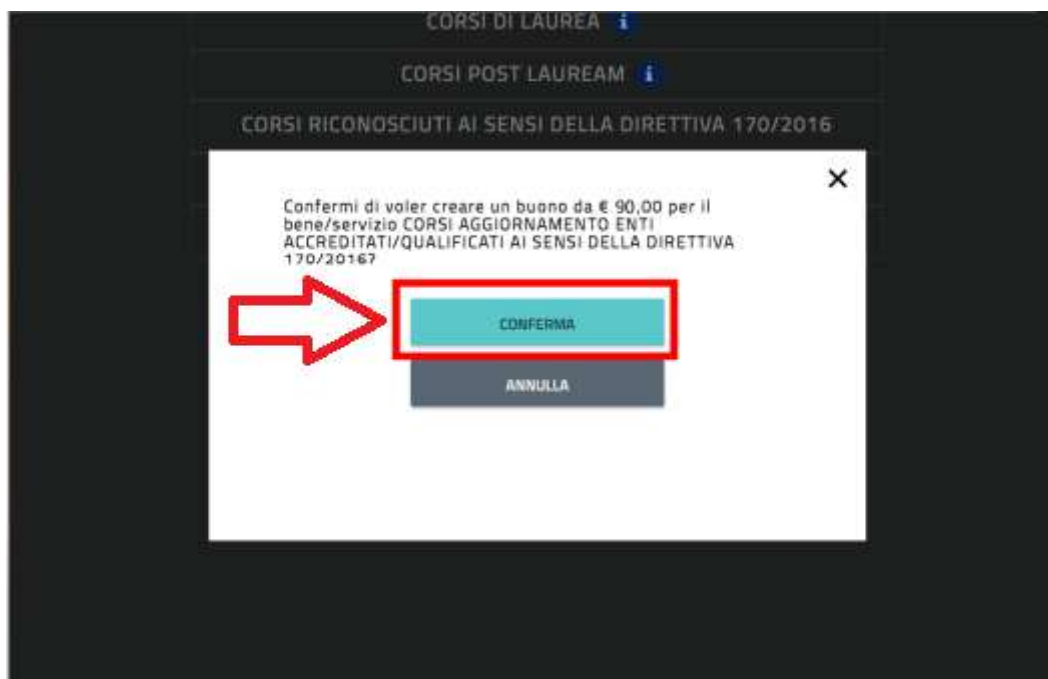 CORSI DI LAUREA i
CORSI POST LAUREAM i
CORSI RICONOSCIUTI AI SENSI DELLA DIRETTIVA 170/2016
Confermi di voler creare un buono da € 90,00 per il
bene/servizio CORSI AGGIORNAMENTO ENTI
ACCREDITATI/QUALIFICATI AI SENSI DELLA DIRETTIVA
170/2016?
CONFERMA
ANNULLA